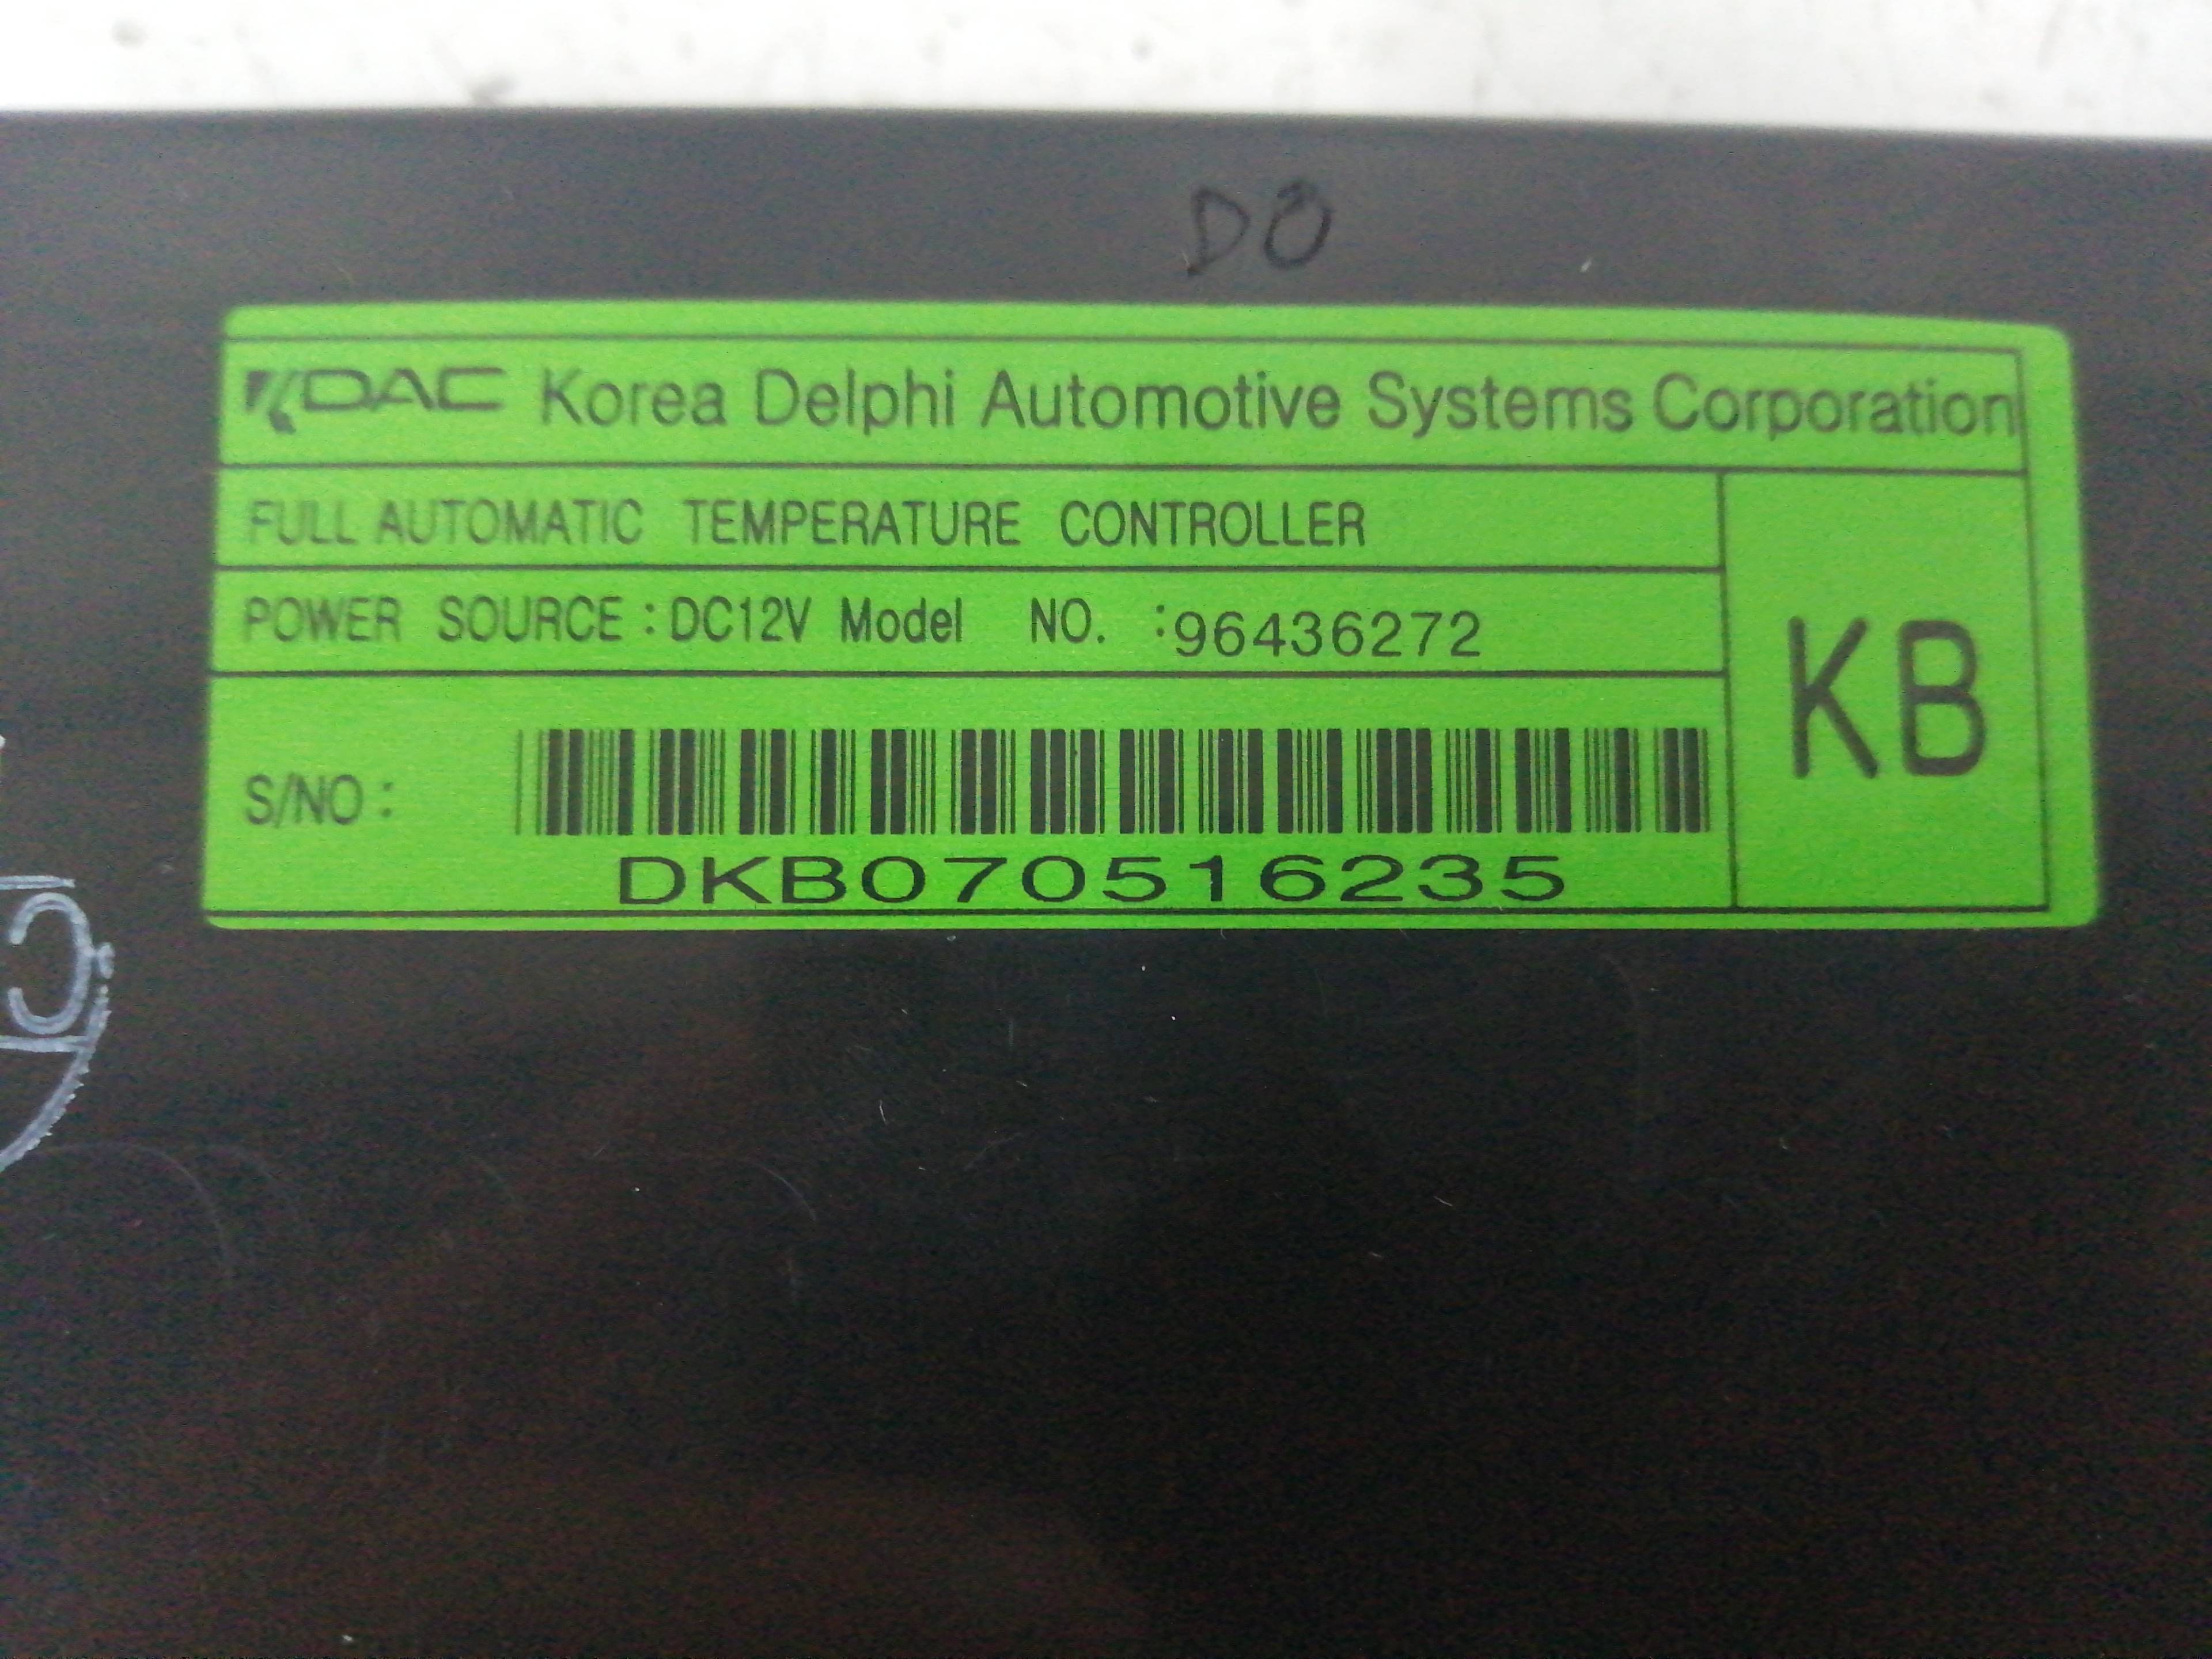 DO
KDAC Korea Delphi Automotive Systems Corporation
FULL AUTOMATIC TEMPERATURE CONTROLLER
POWER SOURCE : DC12V Model NO. :96436272
KB
S/NO :
DKB070516235